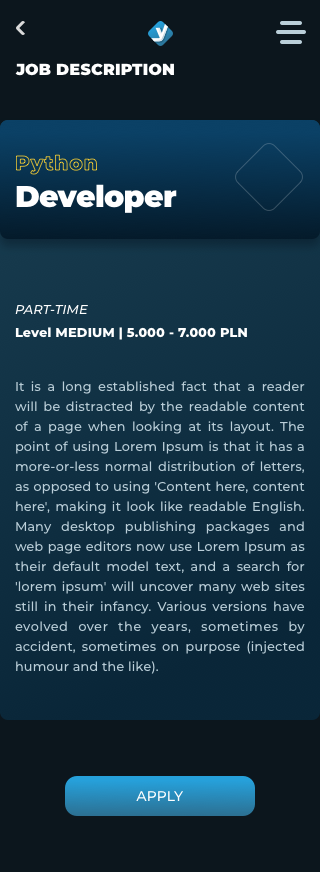 y
JOB DESCRIPTION
Python
Developer
PART-TIME
Level MEDIUM | 5.000 - 7.000 PLN
It is a long established fact that a reader
will be distracted by the readable content
of a page when looking at its layout. The
point of using Lorem Ipsum is that it has a
more-or-less normal distribution of letters,
as opposed to using 'Content here, content
here', making it look like readable English.
Many desktop publishing packages and
web page editors now use Lorem Ipsum as
their default model text, and a search for
'lorem ipsum' will uncover many web sites
still in their infancy. Various versions have
evolved over the years, sometimes by
accident, sometimes on purpose (injected
humour and the like).
APPLY